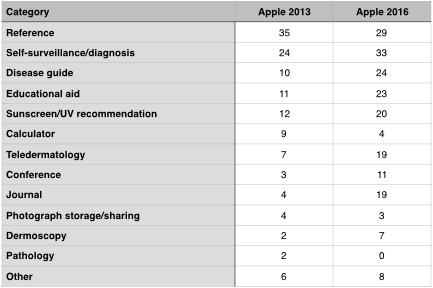 Category Apple 2013 Apple 2016
Reference 35 29
Self-surveillance/diagnosis 24 33
Disease guide 10 24
Educational aid 11 23
Sunscreen/UV recommendation 12 20
Calculator 9 4
Teledermatology 7 19
Conference 3 11
Journal 4 19
Photograph storage/sharing 4 3
Dermoscopy 2 7
Pathology 2 0
Other 6 8